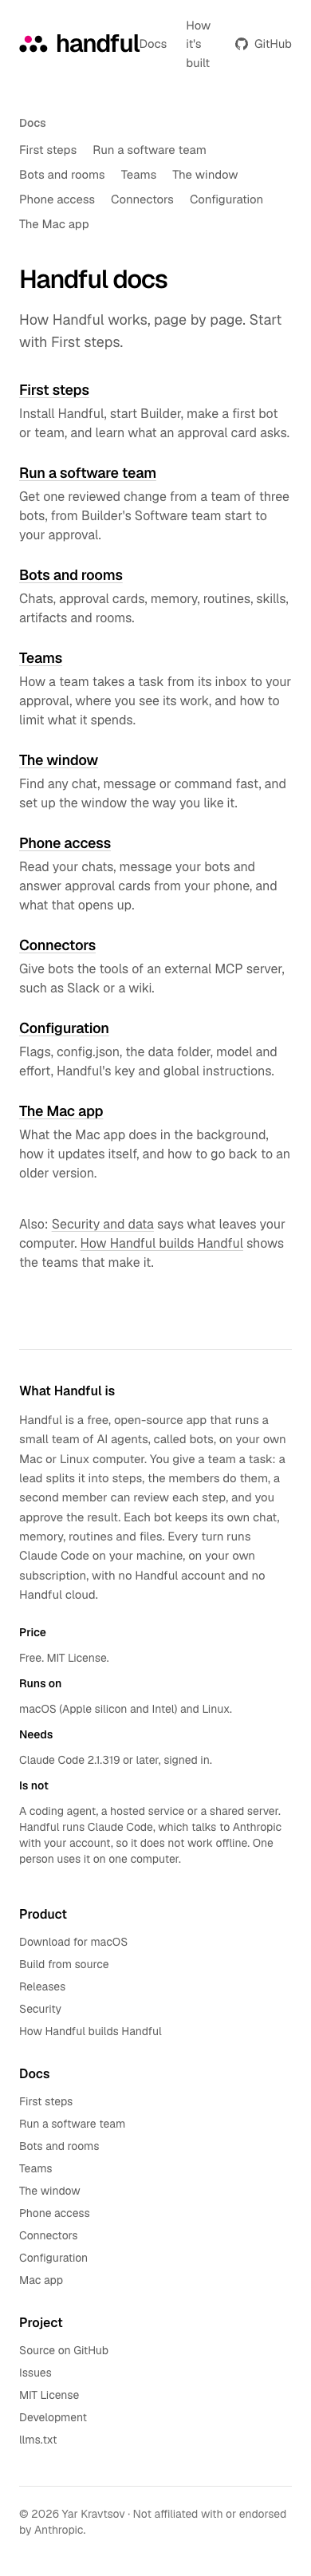 handful
Docs
How
it's
built
GitHub
Docs
First steps Run a software team
Bots and rooms Teams The window
Phone access Connectors Configuration
The Mac app
Handful docs
How Handful works, page by page. Start
with First steps.
First steps
Install Handful, start Builder, make a first bot
or team, and learn what an approval card asks.
Run a software team
Get one reviewed change from a team of three
bots, from Builder's Software team start to
your approval.
Bots and rooms
Chats, approval cards, memory, routines, skills,
artifacts and rooms.
Teams
How a team takes a task from its inbox to your
approval, where you see its work, and how to
limit what it spends.
The window
Find any chat, message or command fast, and
set up the window the way you like it.
Phone access
Read your chats, message your bots and
answer approval cards from your phone, and
what that opens up.
Connectors
Give bots the tools of an external MCP server,
such as Slack or a wiki.
Configuration
Flags, config.json, the data folder, model and
effort, Handful's key and global instructions.
The Mac app
What the Mac app does in the background,
how it updates itself, and how to go back to an
older version.
Also: Security and data says what leaves your
computer. How Handful builds Handful shows
the teams that make it.
What Handful is
Handful is a free, open-source app that runs a
small team of AI agents, called bots, on your own
Mac or Linux computer. You give a team a task: a
lead splits it into steps, the members do them, a
second member can review each step, and you
approve the result. Each bot keeps its own chat,
memory, routines and files. Every turn runs
Claude Code on your machine, on your own
subscription, with no Handful account and no
Handful cloud.
Price
Free. MIT License.
Runs on
macOS (Apple silicon and Intel) and Linux.
Needs
Claude Code 2.1.319 or later, signed in.
Is not
A coding agent, a hosted service or a shared server.
Handful runs Claude Code, which talks to Anthropic
with your account, so it does not work offline. One
person uses it on one computer.
Product
Download for macOS
Build from source
Releases
Security
How Handful builds Handful
Docs
First steps
Run a software team
Bots and rooms
Teams
The window
Phone access
Connectors
Configuration
Mac app
Project
Source on GitHub
Issues
MIT License
Development
llms.txt
© 2026 Yar Kravtsov · Not affiliated with or endorsed
by Anthropic.